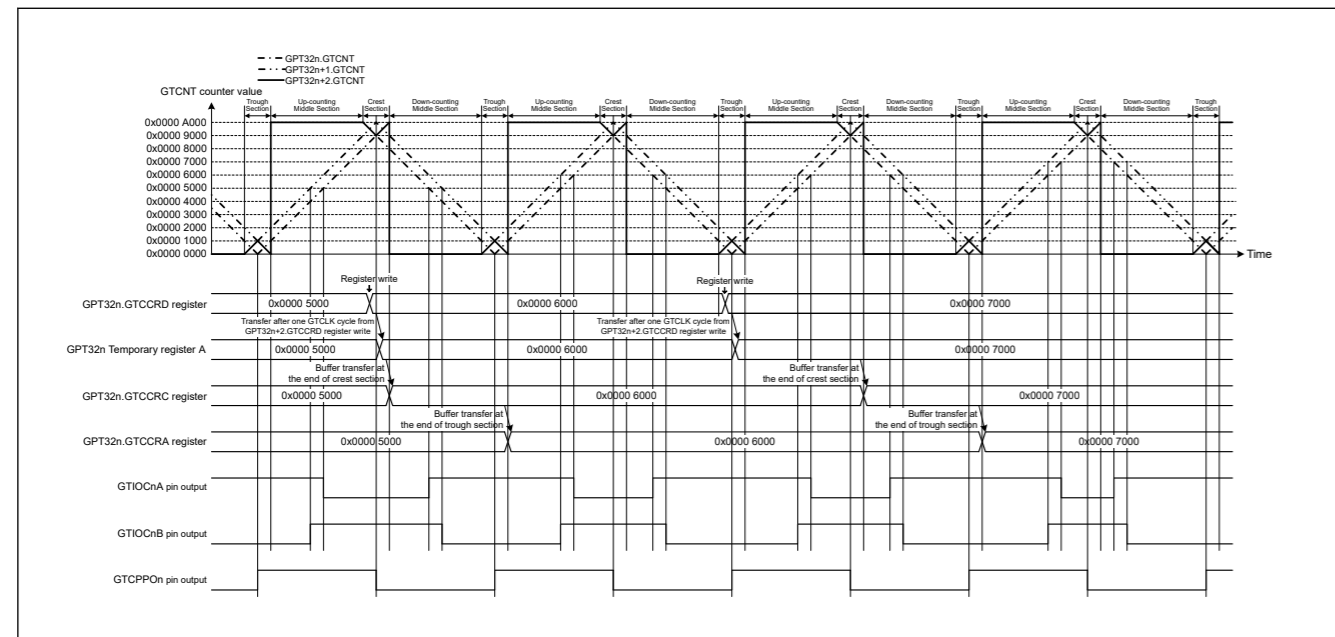 GPT32n.GTCNT
GPT32n+1.GTCNT
GPT32n+2.GTCNT
GTCNT counter value
Trough Section
Up-counting Middle Section
Crest Section
Down-counting Middle Section
Trough Section
Up-counting Middle Section
Crest Section
Down-counting Middle Section
Trough Section
Up-counting Middle Section
Crest Section
Down-counting Middle Section
Trough Section
Up-counting Middle Section
Crest Section
Down-counting Middle Section
Trough Section
0x0000 A000
0x0000 9000
0x0000 8000
0x0000 7000
0x0000 6000
0x0000 5000
0x0000 4000
0x0000 3000
0x0000 2000
0x0000 1000
0x0000 0000
Time
Register write
Register write
GPT32n.GTCCRD register
0x0000 5000
0x0000 6000
0x0000 7000
Transfer after one GTCLK cycle from
GPT32n+2.GTCCRD register write
Transfer after one GTCLK cycle from
GPT32n+2.GTCCRD register write
GPT32n Temporary register A
0x0000 5000
0x0000 6000
0x0000 7000
Buffer transfer at
the end of crest section
Buffer transfer at
the end of crest section
GPT32n.GTCCRC register
0x0000 5000
0x0000 6000
0x0000 7000
Buffer transfer at
the end of trough section
Buffer transfer at
the end of trough section
GPT32n.GTCCRA register
0x0000 5000
0x0000 6000
0x0000 7000
GTIOCnA pin output
GTIOCnB pin output
GTCPPOn pin output